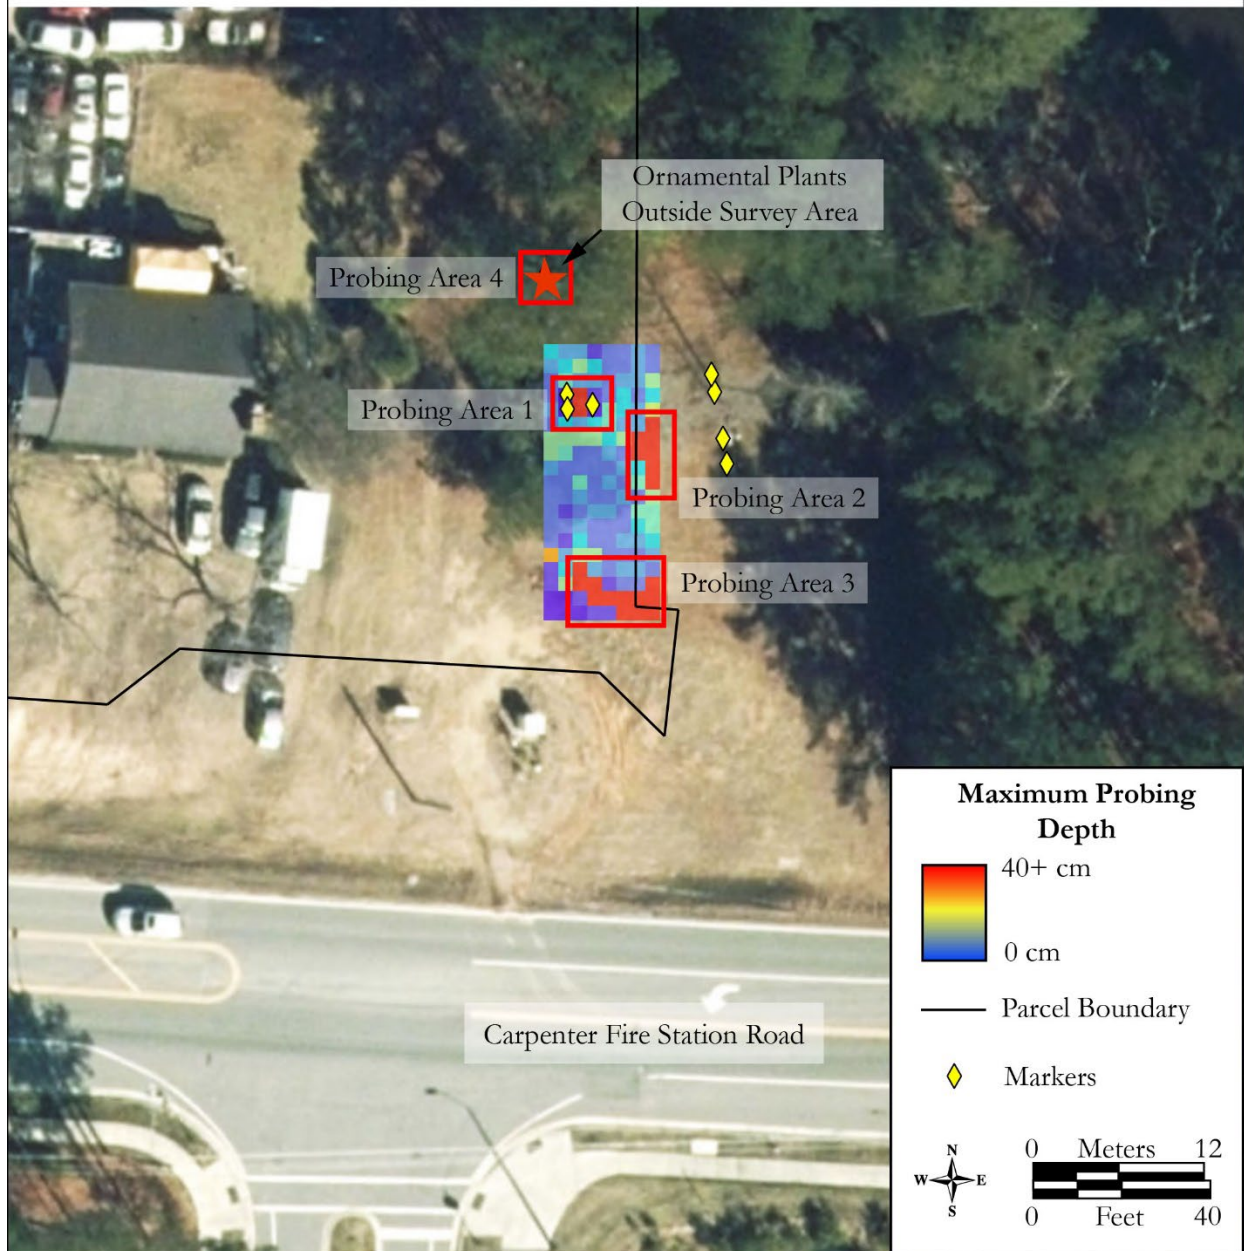 Ornamental Plants
Outside Survey Area
Probing Area 4
Probing Area 1
Probing Area 2
Probing Area 3
Carpenter Fire Station Road
Maximum Probing
Depth
40+ cm
0 cm
Parcel Boundary
Markers
N
W E
S
0 Meters 12
0 Feet 40